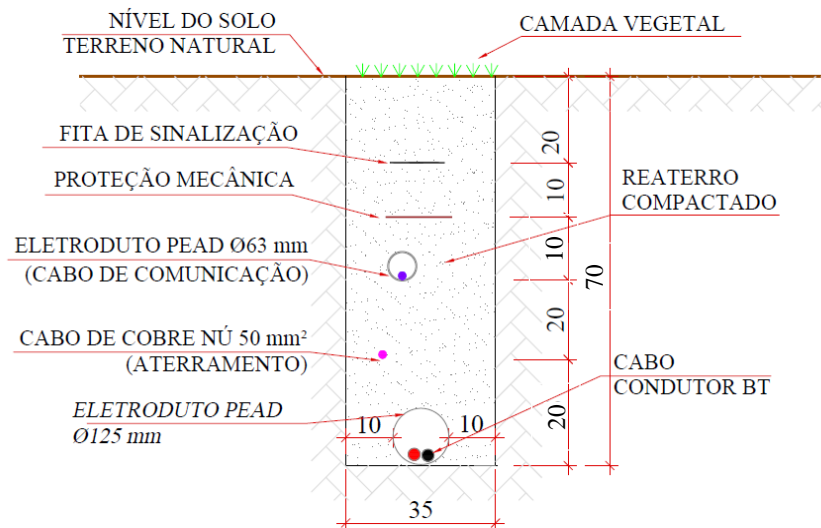 NÍVEL DO SOLO
TERRENO NATURAL
CAMADA VEGETAL
FITA DE SINALIZAÇÃO
PROTEÇÃO MECÂNICA
ELETRODUTO PEAD Ø63 mm
(CABO DE COMUNICAÇÃO)
CABO DE COBRE NÚ 50 mm²
(ATERRAMENTO)
ELETRODUTO PEAD
Ø125 mm
10
10
35
20
10
10
20
20
70
REATERRO
COMPACTADO
CABO
CONDUTOR BT